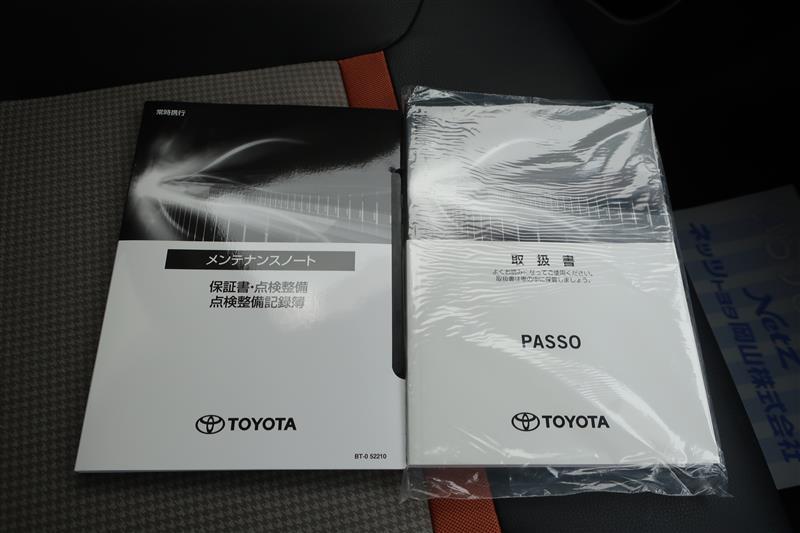 常時携行
メンテナンスノート
保証書・点検整備
点検整備記録簿
TOYOTA
BT-0 52210
取扱書
よくお読みになってご使用ください。
取扱書は車の中に保管しましょう。
PASSO
TOYOTA
Netz
ネッツトヨタ岡山株式会社